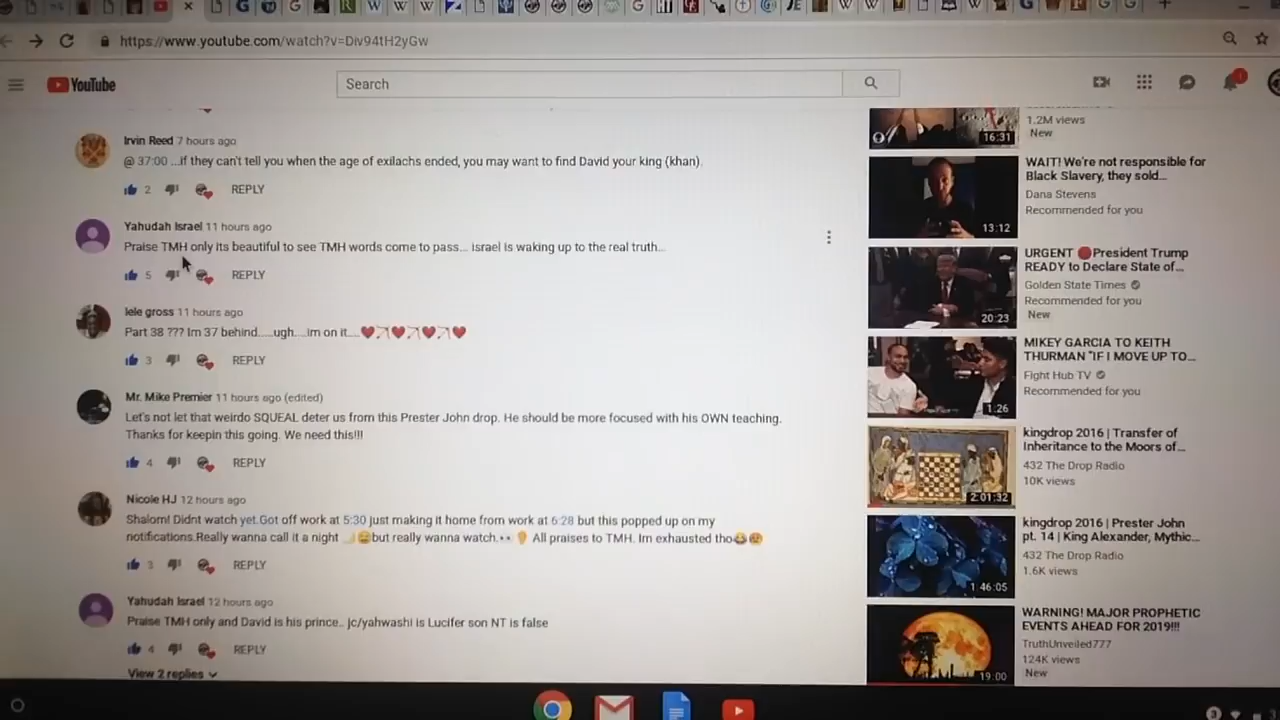 https://www.youtube.com/watch?v=Div94tH2yGw
YouTube
Search
Irvin Reed 7 hours ago
@ 37:00 ...if they can't tell you when the age of exilachs ended, you may want to find David your king (khan).
2 REPLY
Yahudah Israel 11 hours ago
Praise TMH only its beautiful to see TMH words come to pass... israel is waking up to the real truth...
5 REPLY
lele gross 11 hours ago
Part 38 ??? Im 37 behind.....ugh....im on it....❤️🏹❤️🏹❤️🏹❤️
3 REPLY
Mr. Mike Premier 11 hours ago (edited)
Let's not let that weirdo SQUEAL deter us from this Prester John drop. He should be more focused with his OWN teaching.
Thanks for keepin this going. We need this!!!
4 REPLY
Nicole HJ 12 hours ago
Shalom! Didnt watch yet.Got off work at 5:30 just making it home from work at 6:28 but this popped up on my
notifications.Really wanna call it a night 🌙😄but really wanna watch.👀💡 All praises to TMH. Im exhausted tho😂😥
3 REPLY
Yahudah Israel 12 hours ago
Praise TMH only and David is his prince.. jc/yahwashi is Lucifer son NT is false
4 REPLY
View 2 replies
16:31
1.2M views
New
WAIT! We're not responsible for
Black Slavery, they sold...
Dana Stevens
Recommended for you
13:12
URGENT 🔴President Trump
READY to Declare State of...
Golden State Times
Recommended for you
New
20:23
MIKEY GARCIA TO KEITH
THURMAN "IF I MOVE UP TO...
Fight Hub TV
Recommended for you
1:26
kingdrop 2016 | Transfer of
Inheritance to the Moors of...
432 The Drop Radio
10K views
2:01:32
kingdrop 2016 | Prester John
pt. 14 | King Alexander, Mythic...
432 The Drop Radio
1.6K views
1:46:05
WARNING! MAJOR PROPHETIC
EVENTS AHEAD FOR 2019!!!
TruthUnveiled777
124K views
New
19:00